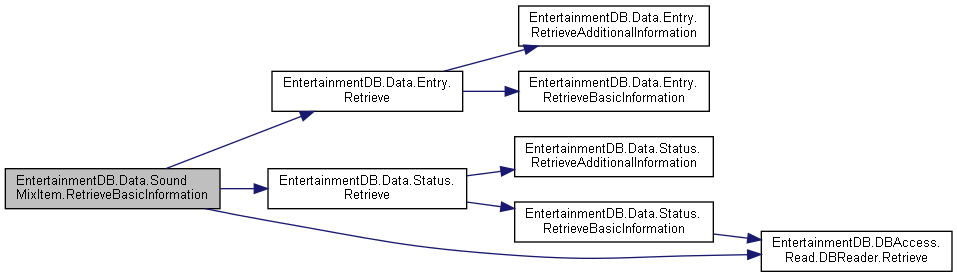 EntertainmentDB.Data.Entry.
RetrieveAdditionalInformation
EntertainmentDB.Data.Entry.
Retrieve
EntertainmentDB.Data.Entry.
RetrieveBasicInformation
EntertainmentDB.Data.Status.
RetrieveAdditionalInformation
EntertainmentDB.Data.Sound
MixItem.RetrieveBasicInformation
EntertainmentDB.Data.Status.
Retrieve
EntertainmentDB.Data.Status.
RetrieveBasicInformation
EntertainmentDB.DBAccess.
Read.DBReader.Retrieve